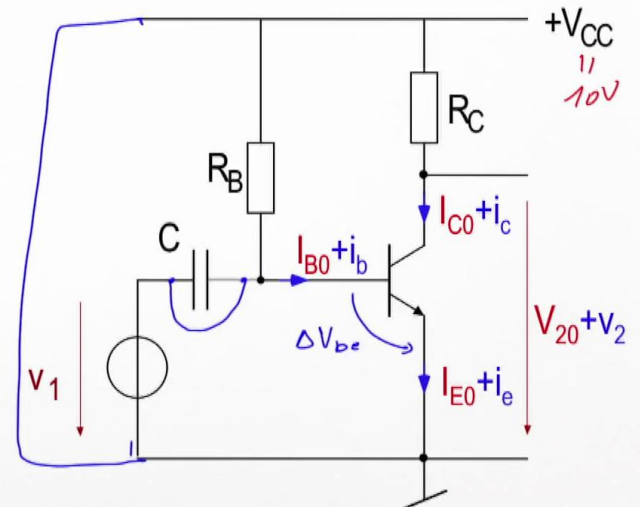 +VCC
=
10V
RC
RB
C
IB0+ib
IC0+ic
ΔVbe
V20+v2
v1
IE0+ie